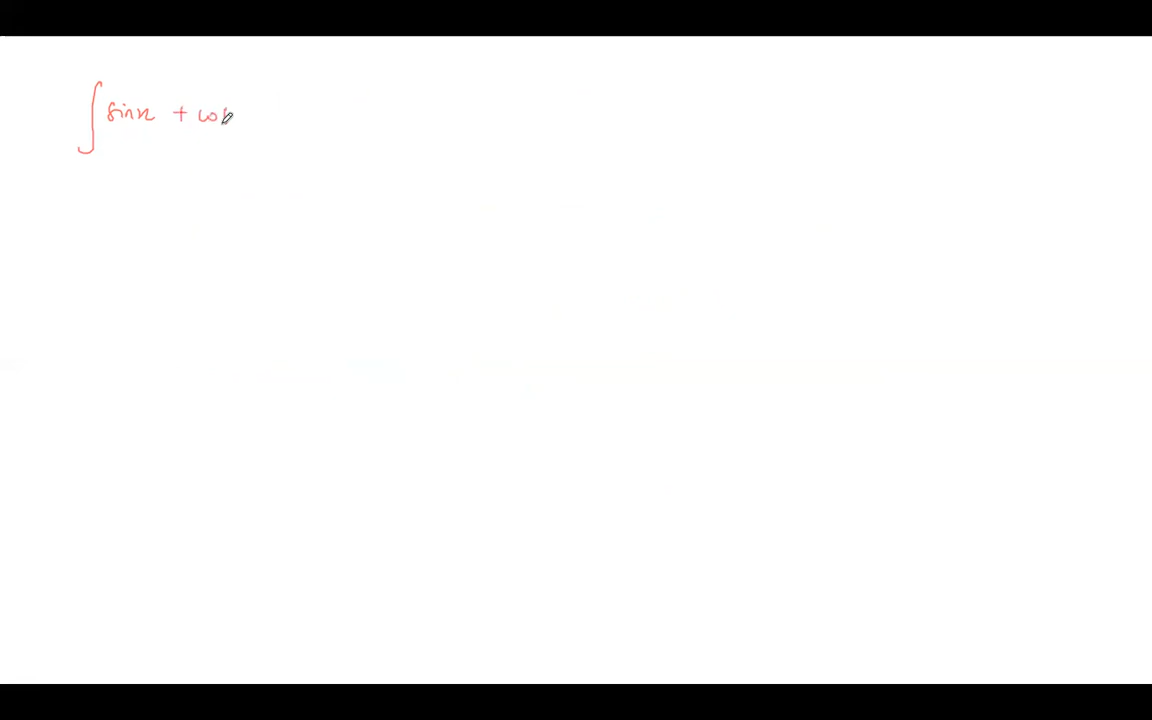 ∫ sinx + co